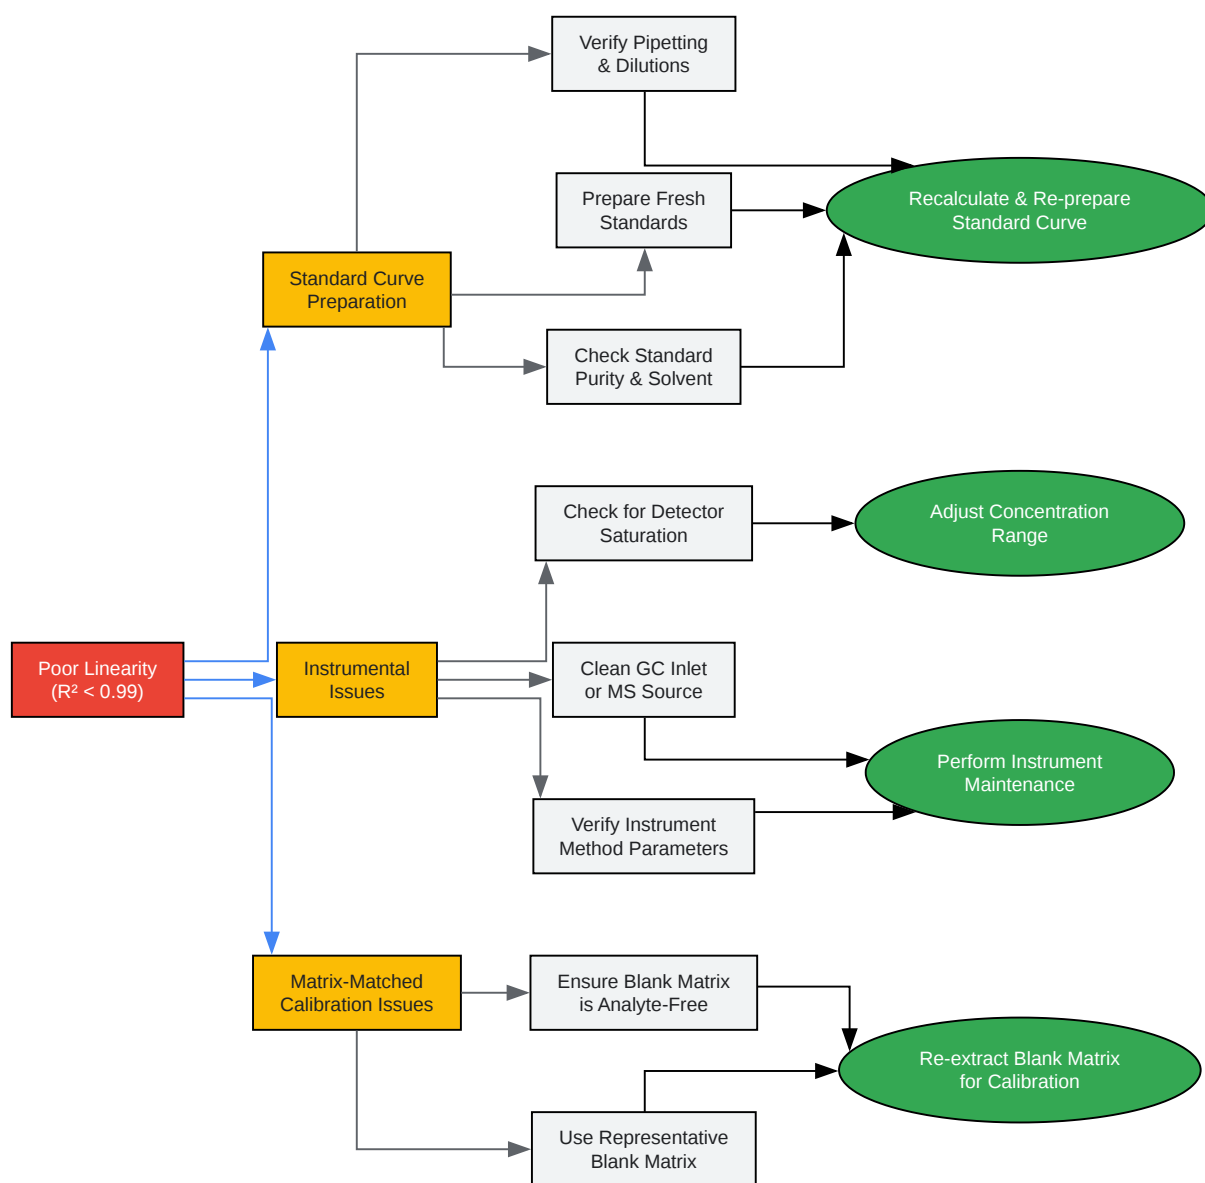 Verify Pipetting
& Dilutions
Prepare Fresh
Standards
Recalculate & Re-prepare
Standard Curve
Standard Curve
Preparation
Check Standard
Purity & Solvent
Check for Detector
Saturation
Adjust Concentration
Range
Poor Linearity
(R² < 0.99)
Instrumental
Issues
Clean GC Inlet
or MS Source
Perform Instrument
Maintenance
Verify Instrument
Method Parameters
Matrix-Matched
Calibration Issues
Ensure Blank Matrix
is Analyte-Free
Re-extract Blank Matrix
for Calibration
Use Representative
Blank Matrix